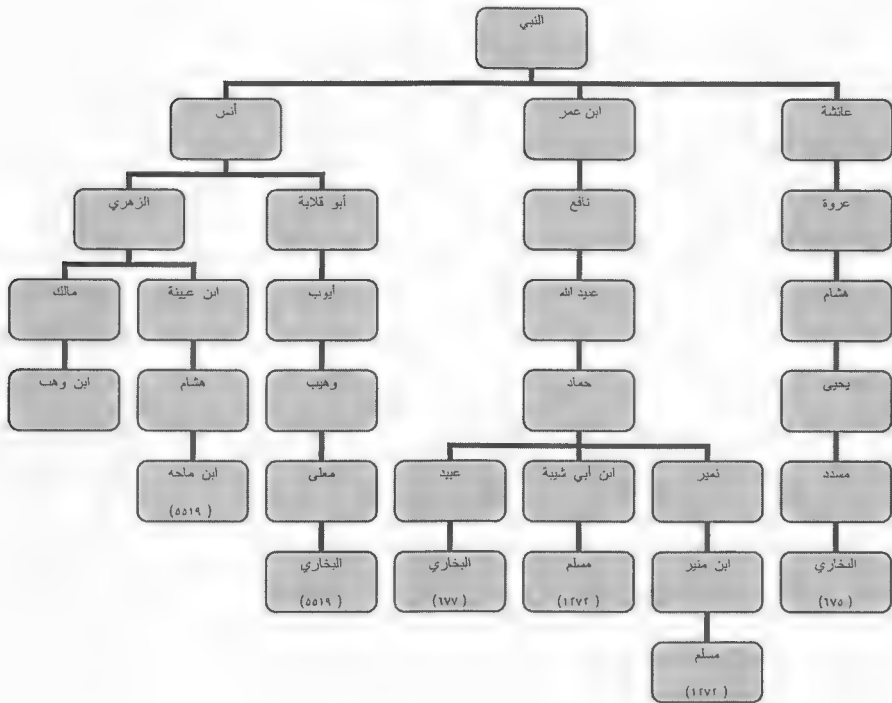 النبي
عائشة
ابن عمر
أنس
عروة
نافع
أبو قلابة
الزهري
هشام
عبيد الله
أيوب
ابن عيينة
مالك
يحيى
حماد
وهيب
هشام
ابن وهب
مسدد
نمير
ابن أبي شيبة
عبيد
معلى
ابن ماجه
(٥٥١٩ )
البخاري
(٦٧٥ )
ابن منير
مسلم
(١٢٧٢ )
البخاري
(٦٧٧ )
البخاري
(٥٥١٩ )
مسلم
(١٢٧٢ )